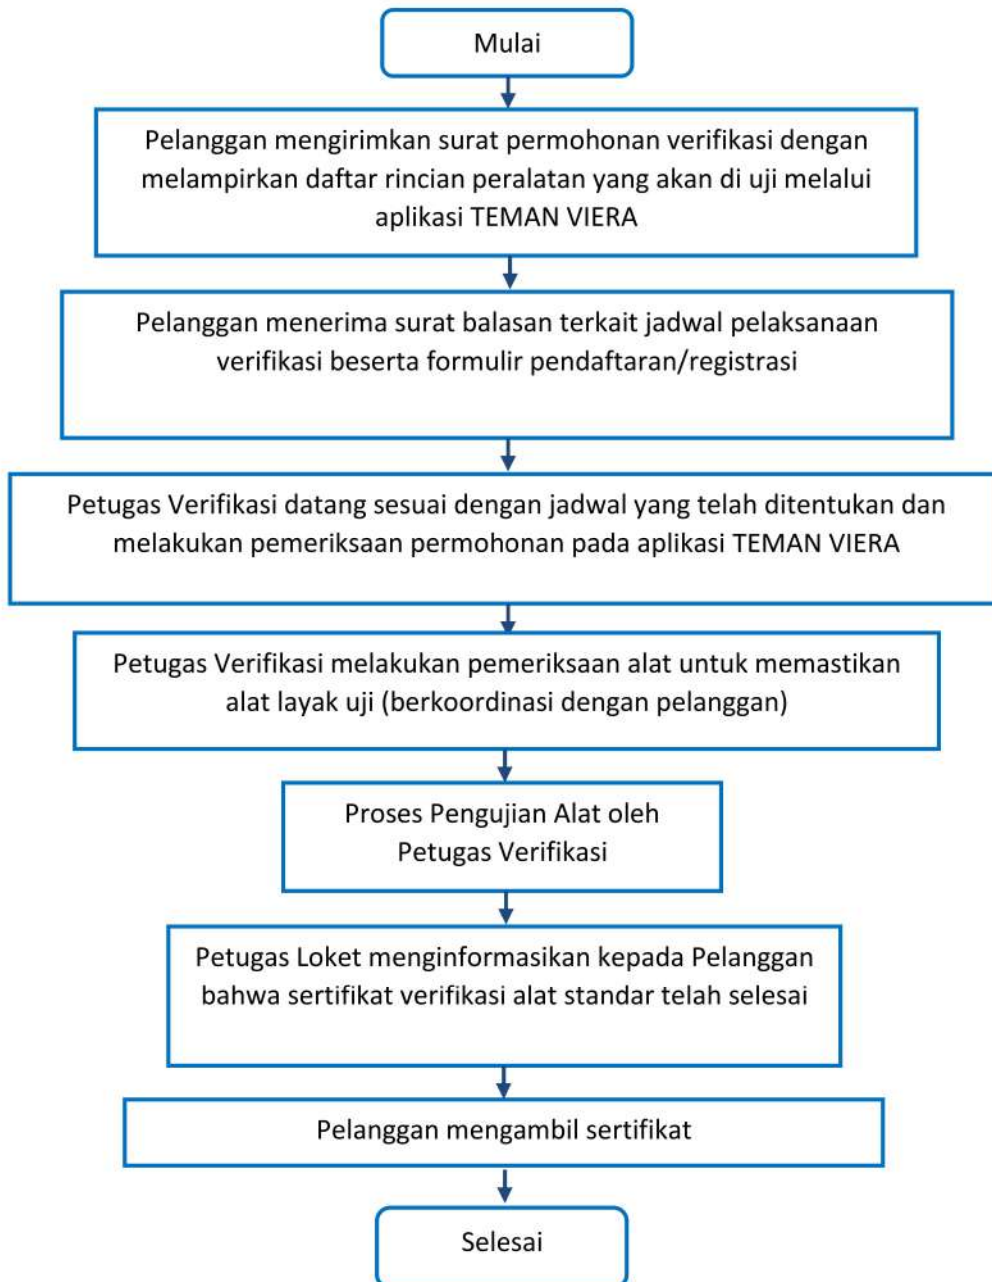 Mulai
Pelanggan mengirimkan surat permohonan verifikasi dengan
melampirkan daftar rincian peralatan yang akan di uji melalui
aplikasi TEMAN VIERA
Pelanggan menerima surat balasan terkait jadwal pelaksanaan
verifikasi beserta formulir pendaftaran/registrasi
Petugas Verifikasi datang sesuai dengan jadwal yang telah ditentukan dan
melakukan pemeriksaan permohonan pada aplikasi TEMAN VIERA
Petugas Verifikasi melakukan pemeriksaan alat untuk memastikan
alat layak uji (berkoordinasi dengan pelanggan)
Proses Pengujian Alat oleh
Petugas Verifikasi
Petugas Loket menginformasikan kepada Pelanggan
bahwa sertifikat verifikasi alat standar telah selesai
Pelanggan mengambil sertifikat
Selesai